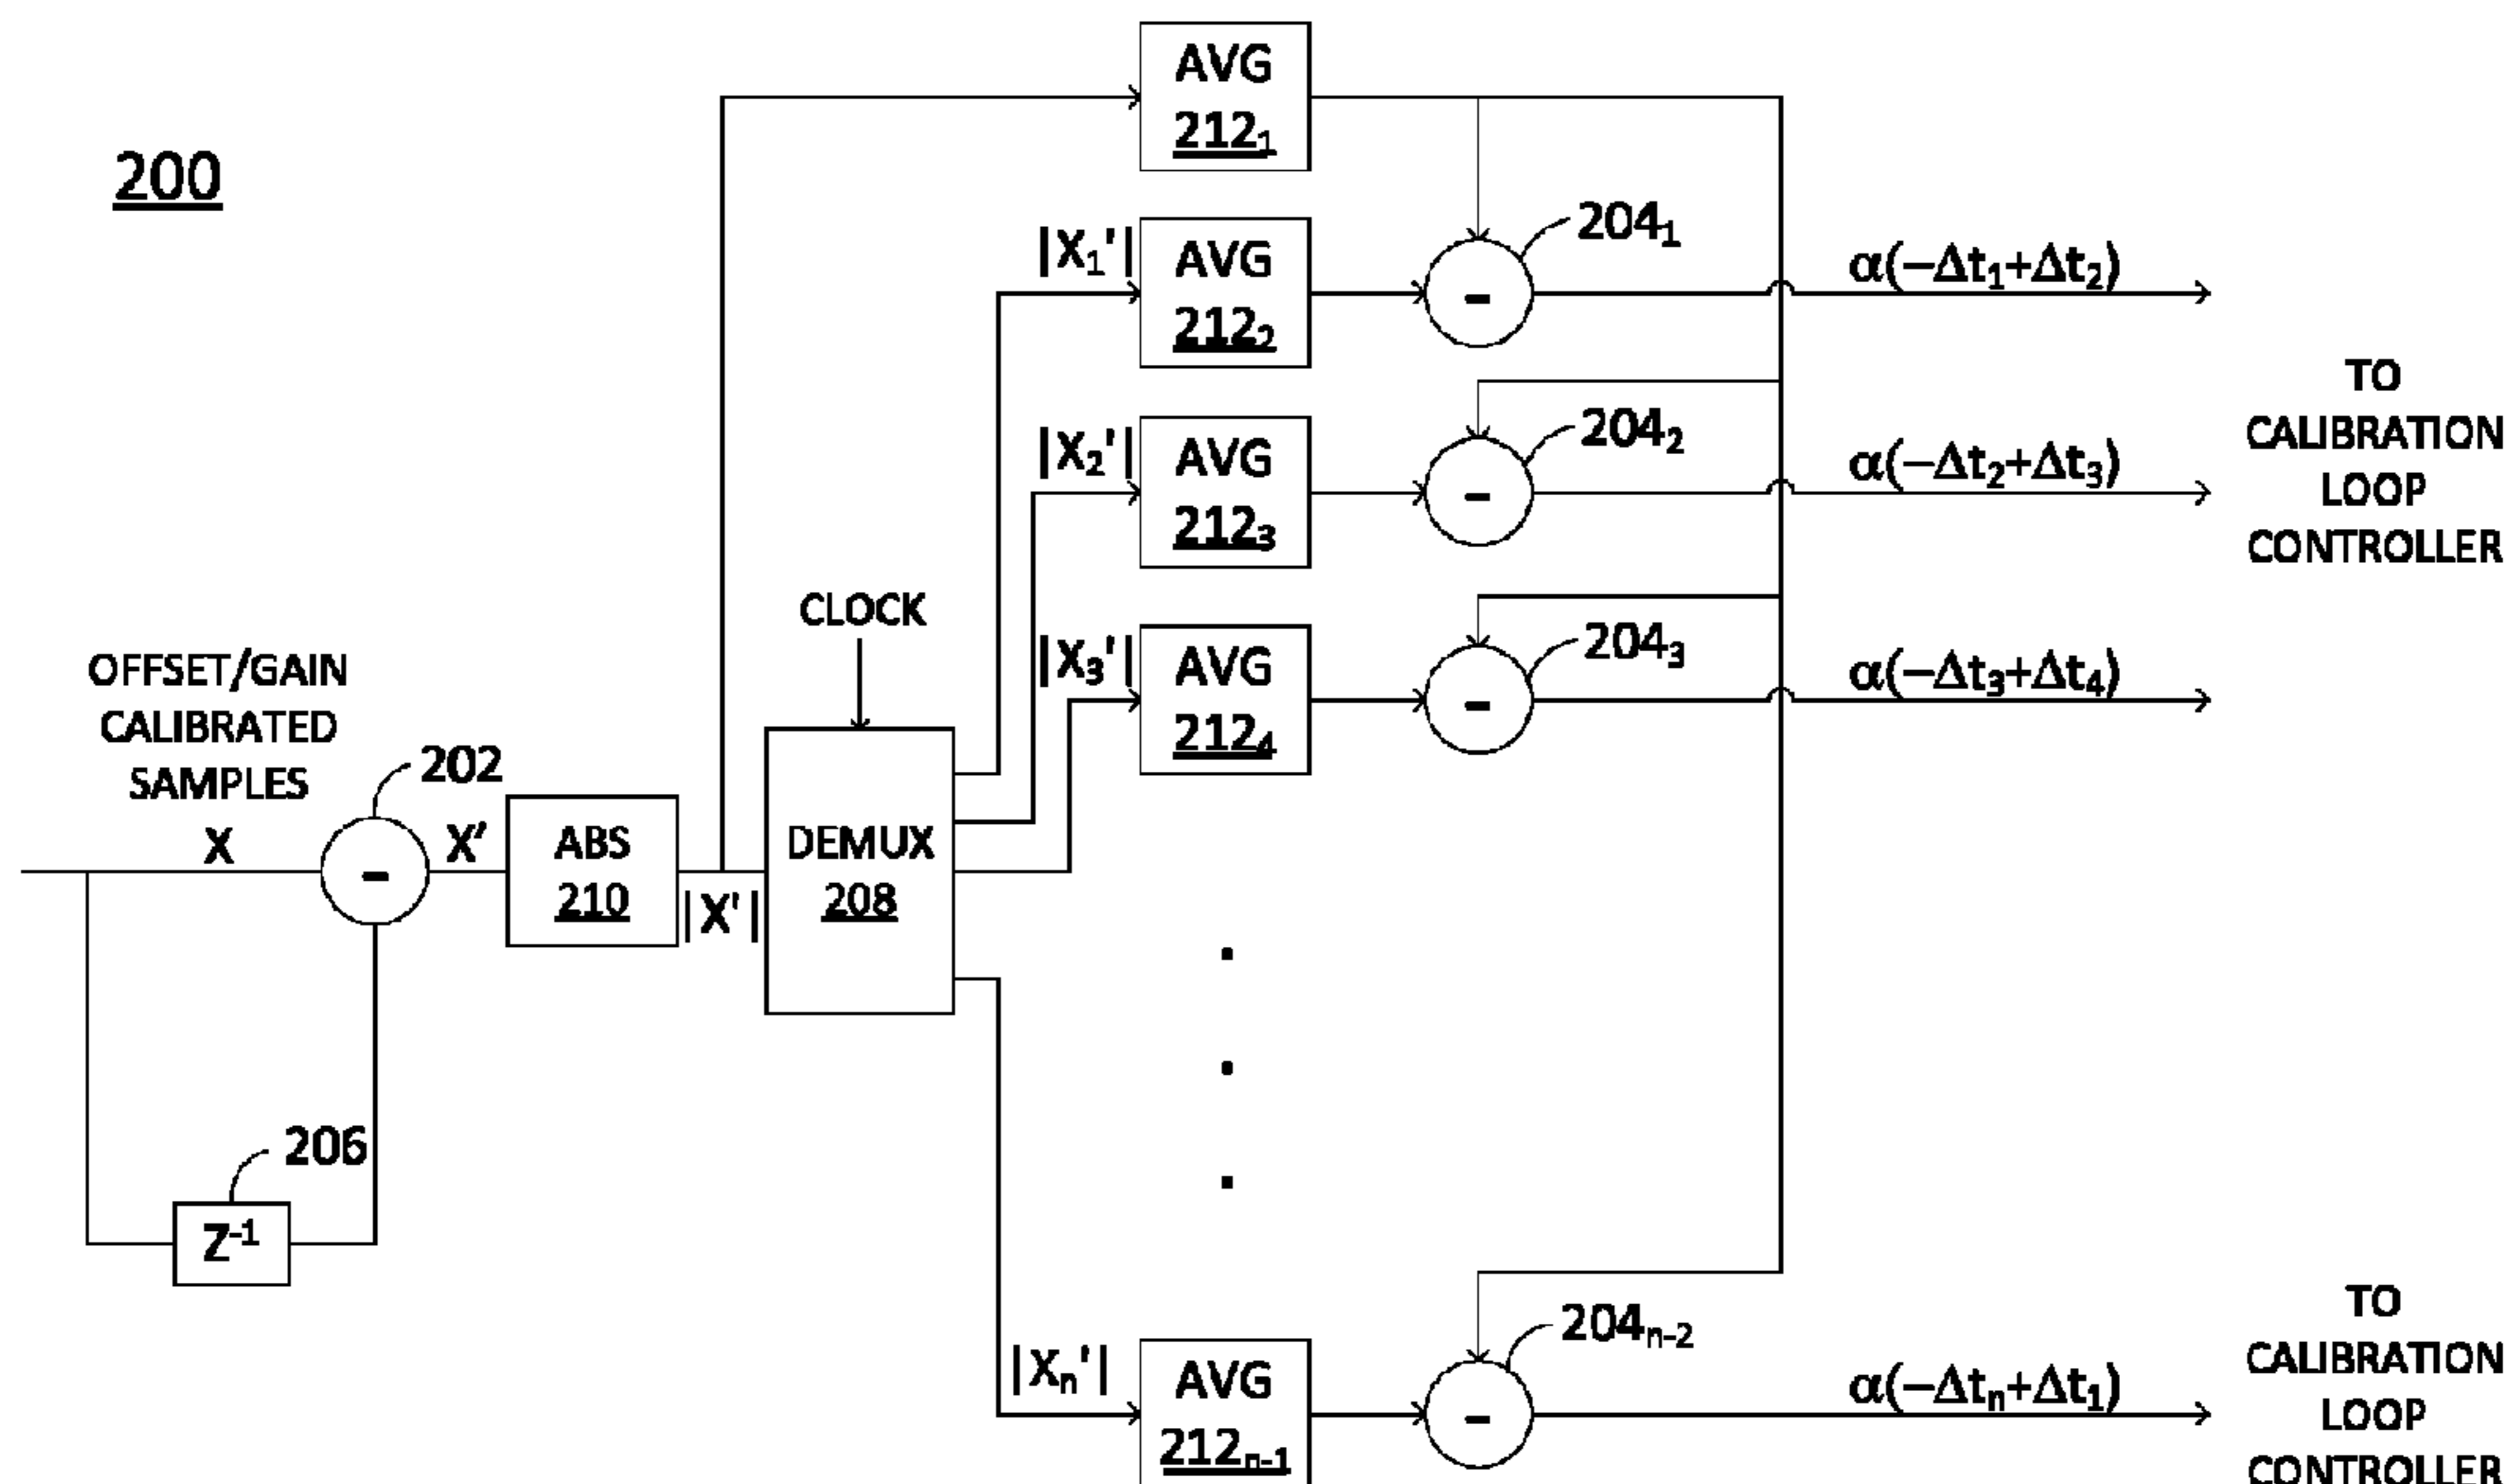 200
AVG
212₁
|X₁'|
AVG
212₂
204₁
α(−Δt₁+Δt₂)
TO
CALIBRATION
LOOP
CONTROLLER
|X₂'|
AVG
212₃
204₂
α(−Δt₂+Δt₃)
CLOCK
|X₃'|
AVG
212₄
204₃
α(−Δt₃+Δt₄)
OFFSET/GAIN
CALIBRATED
SAMPLES
X
202
-
X'
ABS
210
|X'|
DEMUX
208
-
-
-
.
.
.
206
Z⁻¹
|Xₙ'|
AVG
212ₙ₋₁
204ₙ₋₂
-
α(−Δtₙ+Δt₁)
TO
CALIBRATION
LOOP
CONTROLLER